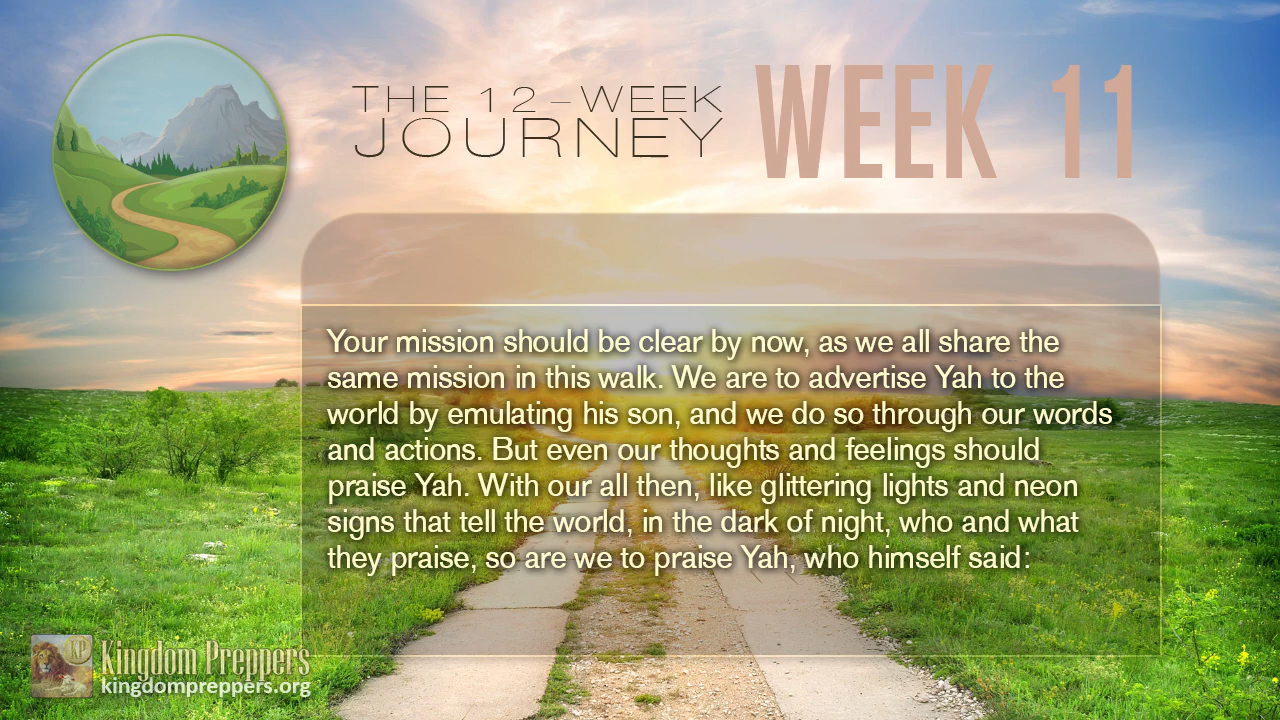 THE 12-WEEK
JOURNEY
WEEK 11
Your mission should be clear by now, as we all share the
same mission in this walk. We are to advertise Yah to the
world by emulating his son, and we do so through our words
and actions. But even our thoughts and feelings should
praise Yah. With our all then, like glittering lights and neon
signs that tell the world, in the dark of night, who and what
they praise, so are we to praise Yah, who himself said:
KP
Kingdom Preppers
kingdompreppers.org